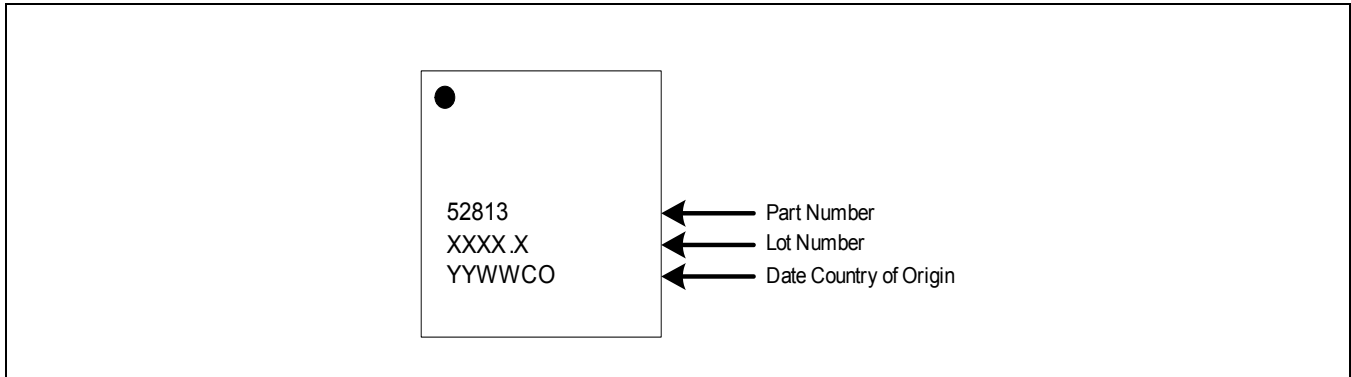 52813
Part Number
XXXX.X
Lot Number
YYWWCO
Date Country of Origin